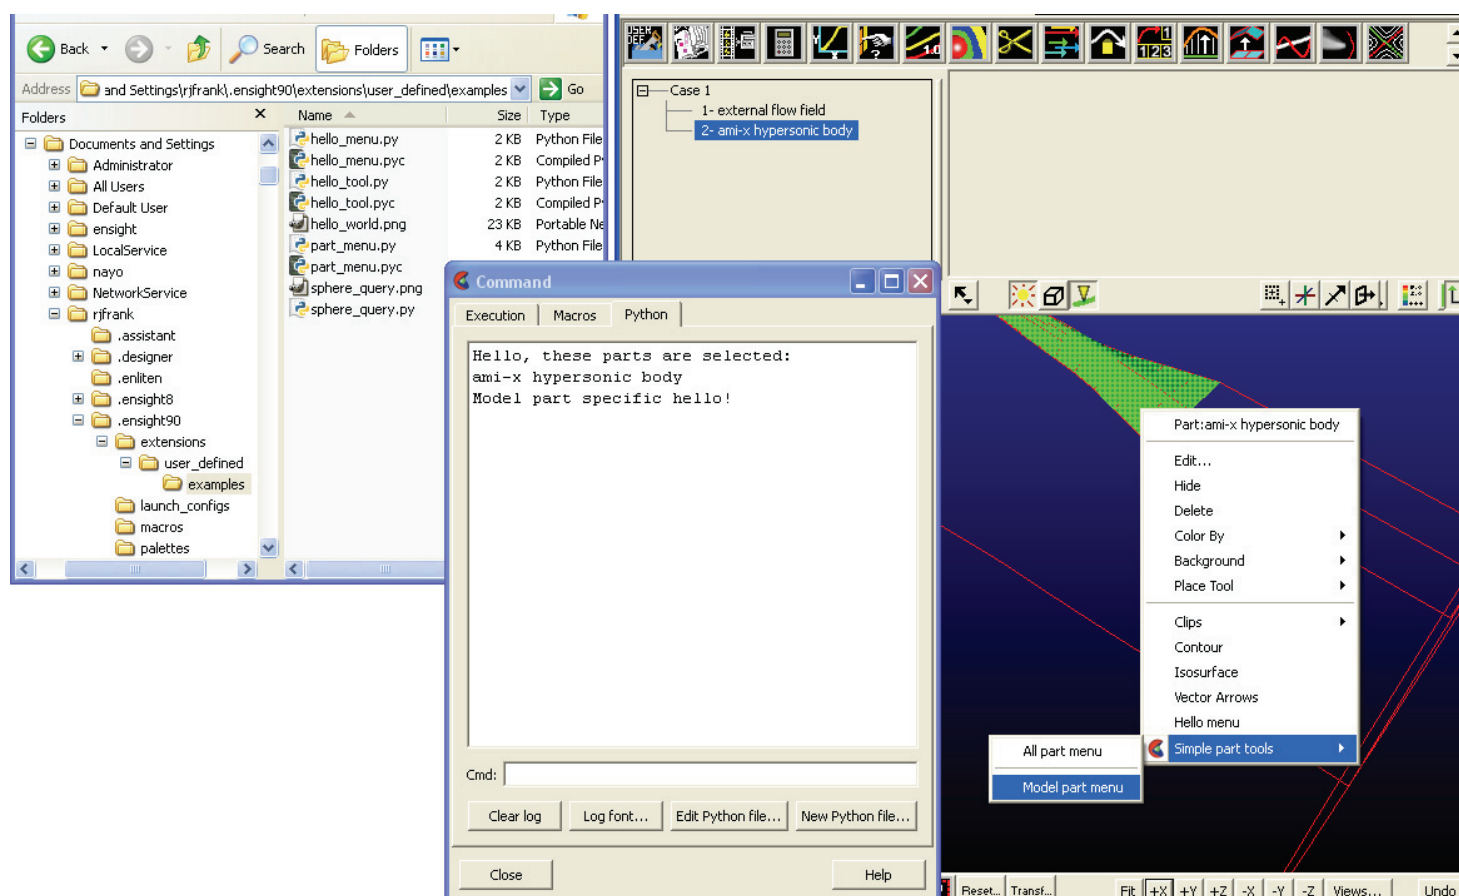 Back
Search
Folders
Address
and Settings\rjfrank\.ensight90\extensions\user_defined\examples
Go
Folders
Documents and Settings
Administrator
All Users
Default User
ensight
LocalService
nayo
NetworkService
rjfrank
.assistant
.designer
.enliten
.ensight8
.ensight90
extensions
user_defined
examples
launch_configs
macros
palettes
Name Size Type
hello_menu.py 2 KB Python File
hello_menu.pyc 2 KB Compiled P
hello_tool.py 2 KB Python File
hello_tool.pyc 2 KB Compiled P
hello_world.png 23 KB Portable Ne
part_menu.py 4 KB Python File
part_menu.pyc
sphere_query.png
sphere_query.py
USER
DEF
1.0
123
Case 1
1- external flow field
2- ami-x hypersonic body
Command
Execution Macros Python
Hello, these parts are selected:
ami-x hypersonic body
Model part specific hello!
Cmd:
Clear log Log font... Edit Python file... New Python file...
Close Help
Part:ami-x hypersonic body
Edit...
Hide
Delete
Color By
Background
Place Tool
Clips
Contour
Isosurface
Vector Arrows
Hello menu
Simple part tools
All part menu
Model part menu
Reset... Transf... Fit +X +Y +Z -X -Y -Z Views... Undo